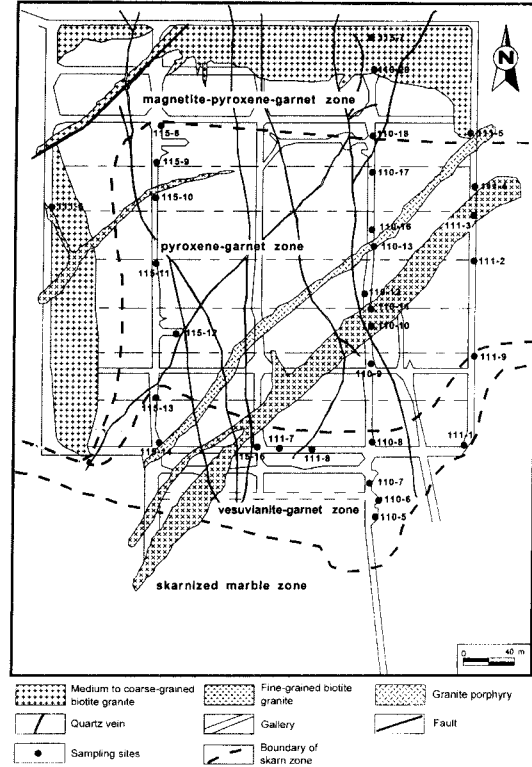 N
110-18
111-5
magnetite-pyroxene-garnet zone
115-8
115-9
110-17
115-10
111-3
110-16
110-13
pyroxene-garnet zone
111-2
115-11
110-10
115-12
111-9
110-9
115-13
115-14
111-7
111-8
110-8
111-1
110-7
110-6
110-5
vesuvianite-garnet zone
skarnized marble zone
0 40 m
Medium to coarse-grained
biotite granite
Fine-grained biotite
granite
Granite porphyry
Quartz vein
Gallery
Fault
Sampling sites
Boundary of
skarn zone